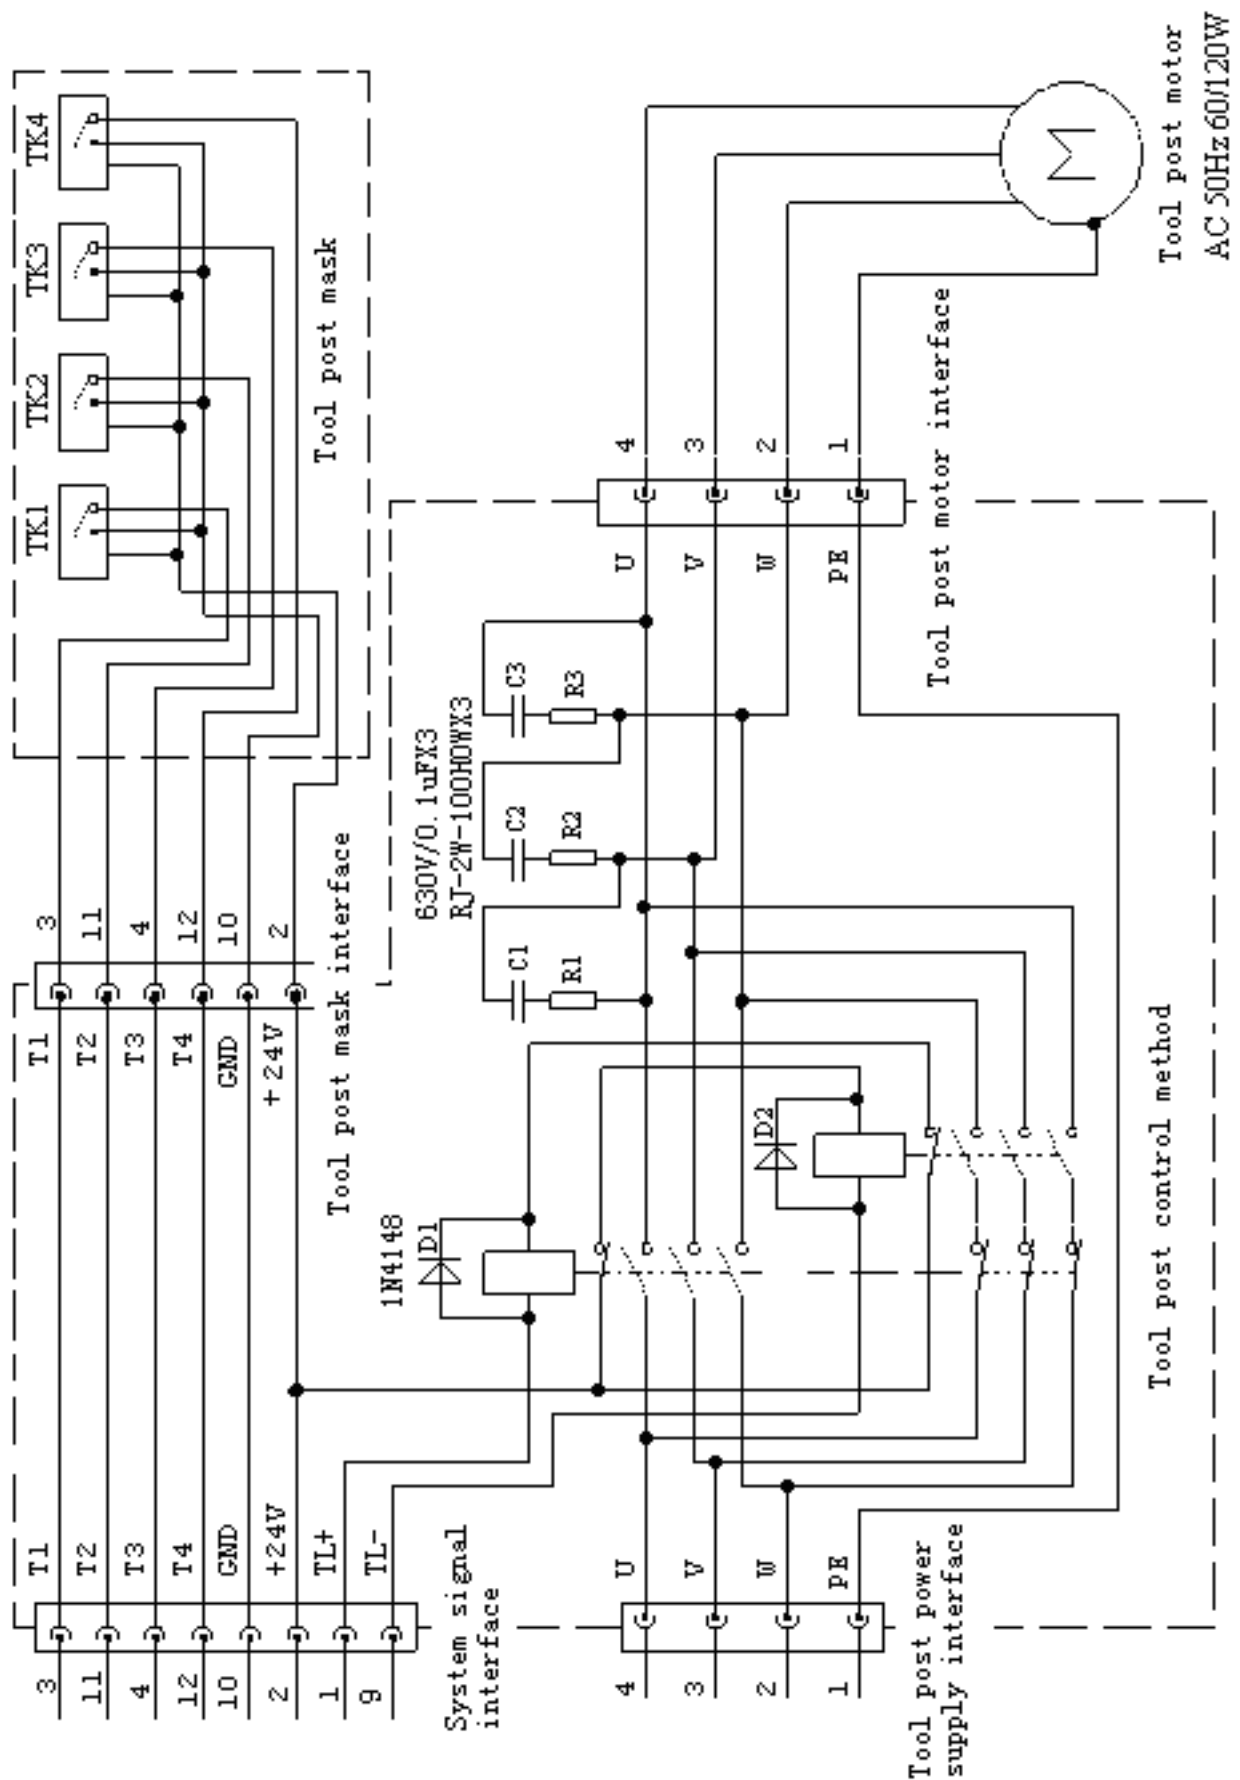 TK1
TK2
TK3
TK4
Tool post mask
3
11
4
12
10
2
1
9
T1
T2
T3
T4
GND
+24V
TL+
TL-
System signal
interface
T1
T2
T3
T4
GND
+24V
3
11
4
12
10
2
Tool post mask interface
1N4148
D1
D2
630V/0.1uFX3
RJ-2W-100HOWX3
C1
C2
C3
R1
R2
R3
4
3
2
1
U
V
W
PE
Tool post power
supply interface
U
V
W
PE
4
3
2
1
Tool post motor interface
Tool post control method
M
Tool post motor
AC 50Hz 60/120W